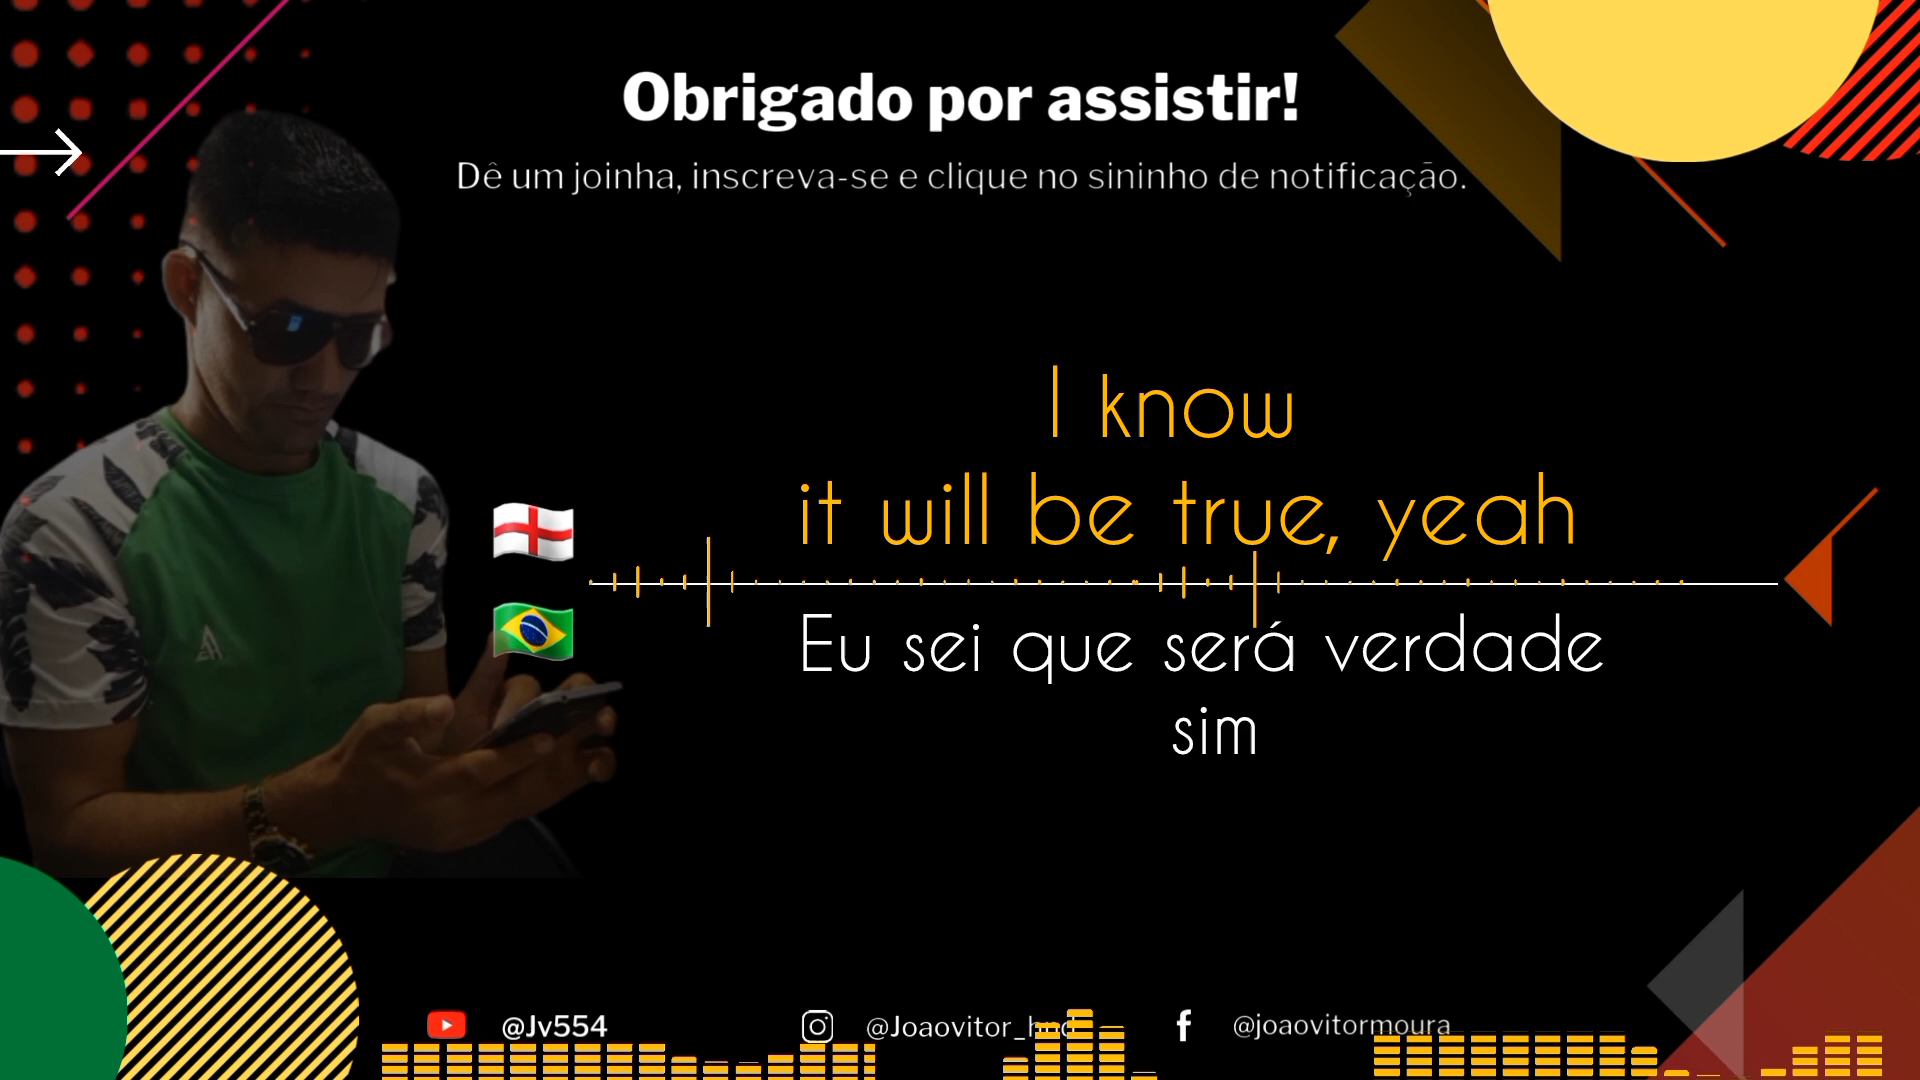 Obrigado por assistir!
Dê um joinha, inscreva-se e clique no sininho de notificação.
I know
it will be true, yeah
Eu sei que será verdade
sim
@Jv554 @Joaovitor_hnd @joaovitormoura